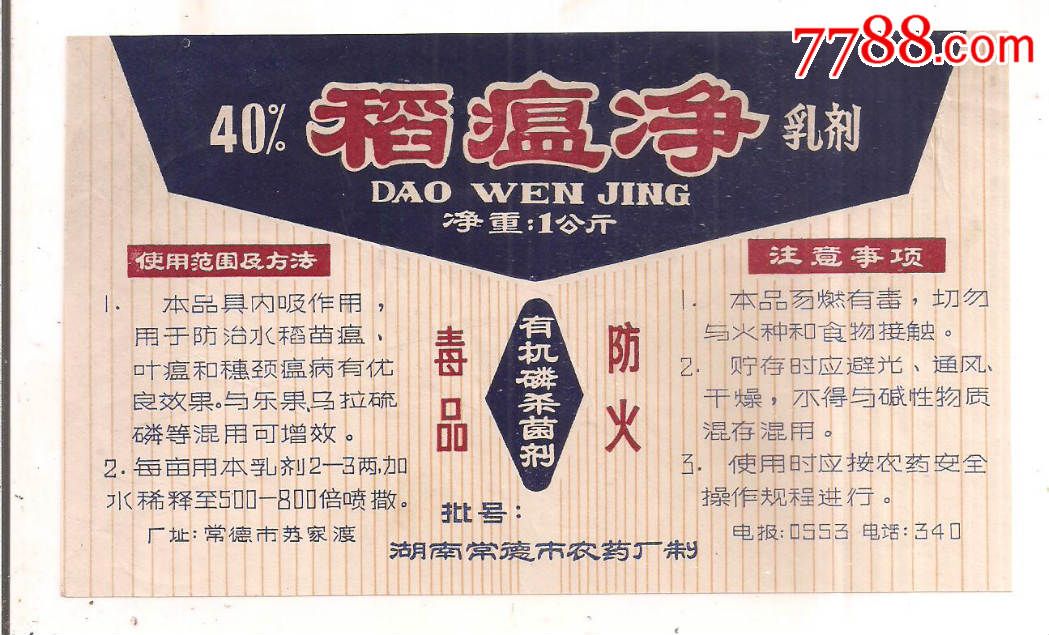 7788.com
40% 稻瘟净 乳剂
DAO WEN JING
净重:1公斤
使用范围及方法
1. 本品具内吸作用,
用于防治水稻苗瘟、
叶瘟和穗颈瘟病有优
良效果。与乐果、马拉硫
磷等混用可增效。
2. 每亩用本乳剂2—3两,加
水稀释至500—800倍喷撒。
厂址:常德市苏家渡
毒品
有机磷杀菌剂
防火
批号:
湖南常德市农药厂制
注意事项
1. 本品易燃有毒,切勿
与火种和食物接触。
2. 贮存时应避光、通风、
干燥,不得与碱性物质
混存混用。
3. 使用时应按农药安全
操作规程进行。
电报:0553 电话:340